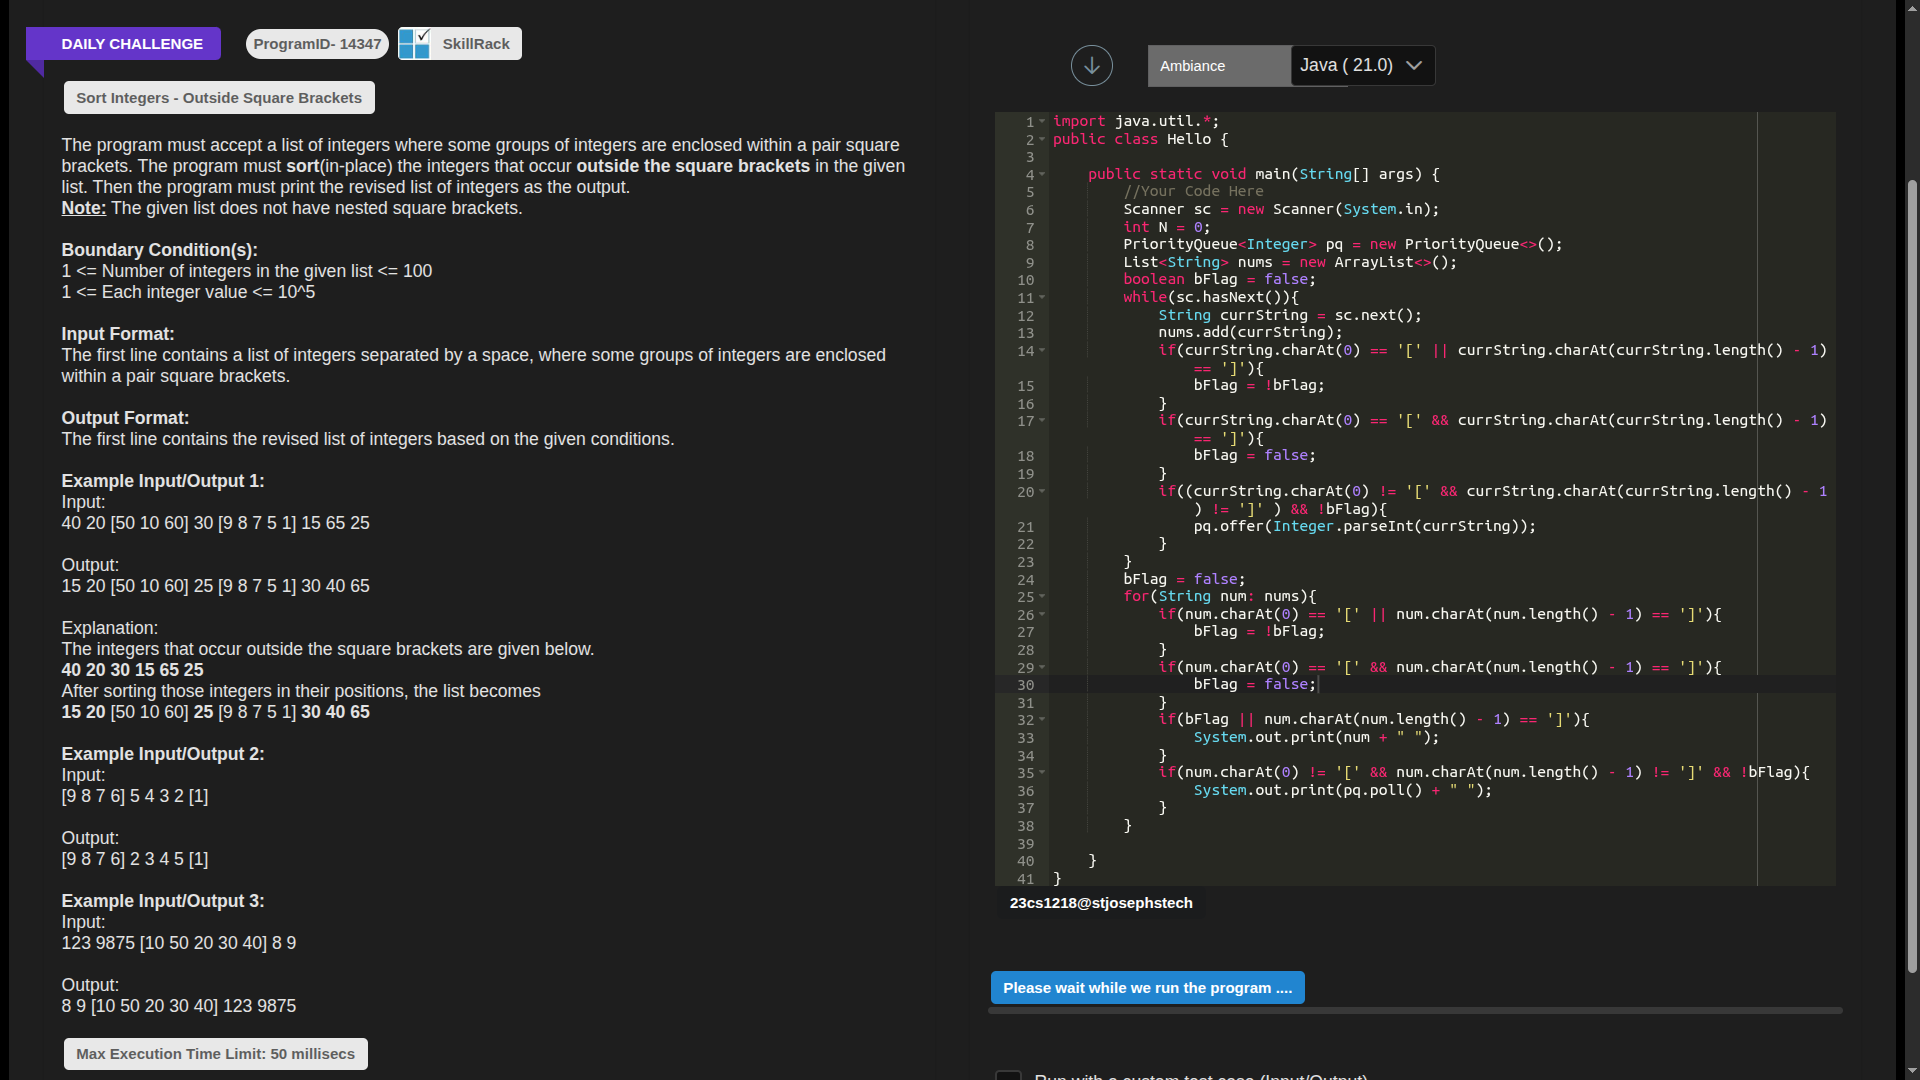 DAILY CHALLENGE
ProgramID- 14347
SkillRack
Sort Integers - Outside Square Brackets
The program must accept a list of integers where some groups of integers are enclosed within a pair square
brackets. The program must sort(in-place) the integers that occur outside the square brackets in the given
list. Then the program must print the revised list of integers as the output.
Note: The given list does not have nested square brackets.
Boundary Condition(s):
1 <= Number of integers in the given list <= 100
1 <= Each integer value <= 10^5
Input Format:
The first line contains a list of integers separated by a space, where some groups of integers are enclosed
within a pair square brackets.
Output Format:
The first line contains the revised list of integers based on the given conditions.
Example Input/Output 1:
Input:
40 20 [50 10 60] 30 [9 8 7 5 1] 15 65 25
Output:
15 20 [50 10 60] 25 [9 8 7 5 1] 30 40 65
Explanation:
The integers that occur outside the square brackets are given below.
40 20 30 15 65 25
After sorting those integers in their positions, the list becomes
15 20 [50 10 60] 25 [9 8 7 5 1] 30 40 65
Example Input/Output 2:
Input:
[9 8 7 6] 5 4 3 2 [1]
Output:
[9 8 7 6] 2 3 4 5 [1]
Example Input/Output 3:
Input:
123 9875 [10 50 20 30 40] 8 9
Output:
8 9 [10 50 20 30 40] 123 9875
Max Execution Time Limit: 50 millisecs
Ambiance
Java ( 21.0)
1 import java.util.*;
2 public class Hello {
3
4 public static void main(String[] args) {
5 //Your Code Here
6 Scanner sc = new Scanner(System.in);
7 int N = 0;
8 PriorityQueue<Integer> pq = new PriorityQueue<>();
9 List<String> nums = new ArrayList<>();
10 boolean bFlag = false;
11 while(sc.hasNext()){
12 String currString = sc.next();
13 nums.add(currString);
14 if(currString.charAt(0) == '[' || currString.charAt(currString.length() - 1)
== ']'){
15 bFlag = !bFlag;
16 }
17 if(currString.charAt(0) == '[' && currString.charAt(currString.length() - 1)
== ']'){
18 bFlag = false;
19 }
20 if((currString.charAt(0) != '[' && currString.charAt(currString.length() - 1
) != ']' ) && !bFlag){
21 pq.offer(Integer.parseInt(currString));
22 }
23 }
24 bFlag = false;
25 for(String num: nums){
26 if(num.charAt(0) == '[' || num.charAt(num.length() - 1) == ']'){
27 bFlag = !bFlag;
28 }
29 if(num.charAt(0) == '[' && num.charAt(num.length() - 1) == ']'){
30 bFlag = false;
31 }
32 if(bFlag || num.charAt(num.length() - 1) == ']'){
33 System.out.print(num + " ");
34 }
35 if(num.charAt(0) != '[' && num.charAt(num.length() - 1) != ']' && !bFlag){
36 System.out.print(pq.poll() + " ");
37 }
38 }
39
40 }
41 }
23cs1218@stjosephstech
Please wait while we run the program ....
Run with a custom test case (Input/Output)